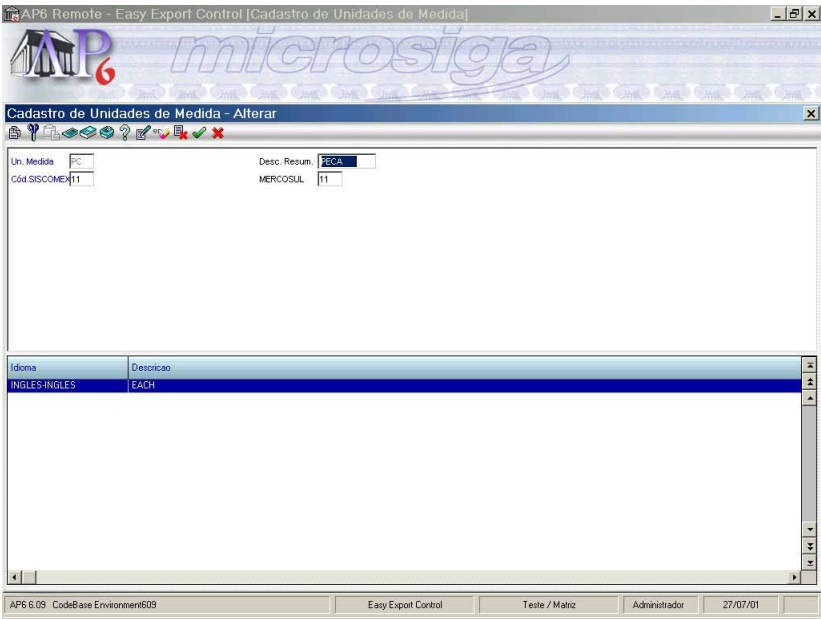 AP6 Remote - Easy Export Control [Cadastro de Unidades de Medida]
AP6 microsiga
Cadastro de Unidades de Medida - Alterar
Un. Medida PC Desc. Resum. PECA
Cód.SISCOMEX 11 MERCOSUL 11
Idioma Descricao
INGLES-INGLES EACH
AP6 6.09 CodeBase Environment609 Easy Export Control Teste / Matriz Administrador 27/07/01